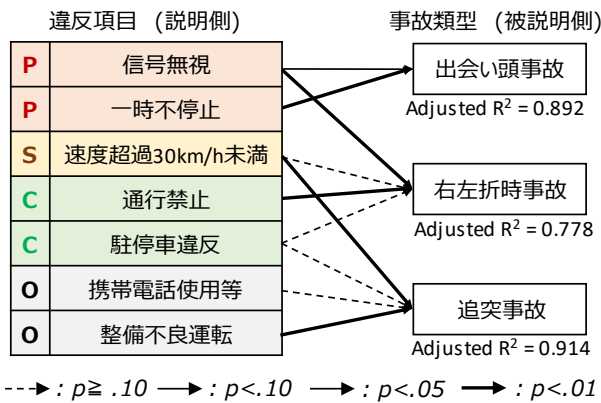 違反項目 (説明側)
事故類型 (被説明側)
P 信号無視
P 一時不停止
S 速度超過30km/h未満
C 通行禁止
C 駐停車違反
O 携帯電話使用等
O 整備不良運転
出会い頭事故
Adjusted R² = 0.892
右左折時事故
Adjusted R² = 0.778
追突事故
Adjusted R² = 0.914
: p≧ .10 : p<.10 : p<.05 : p<.01